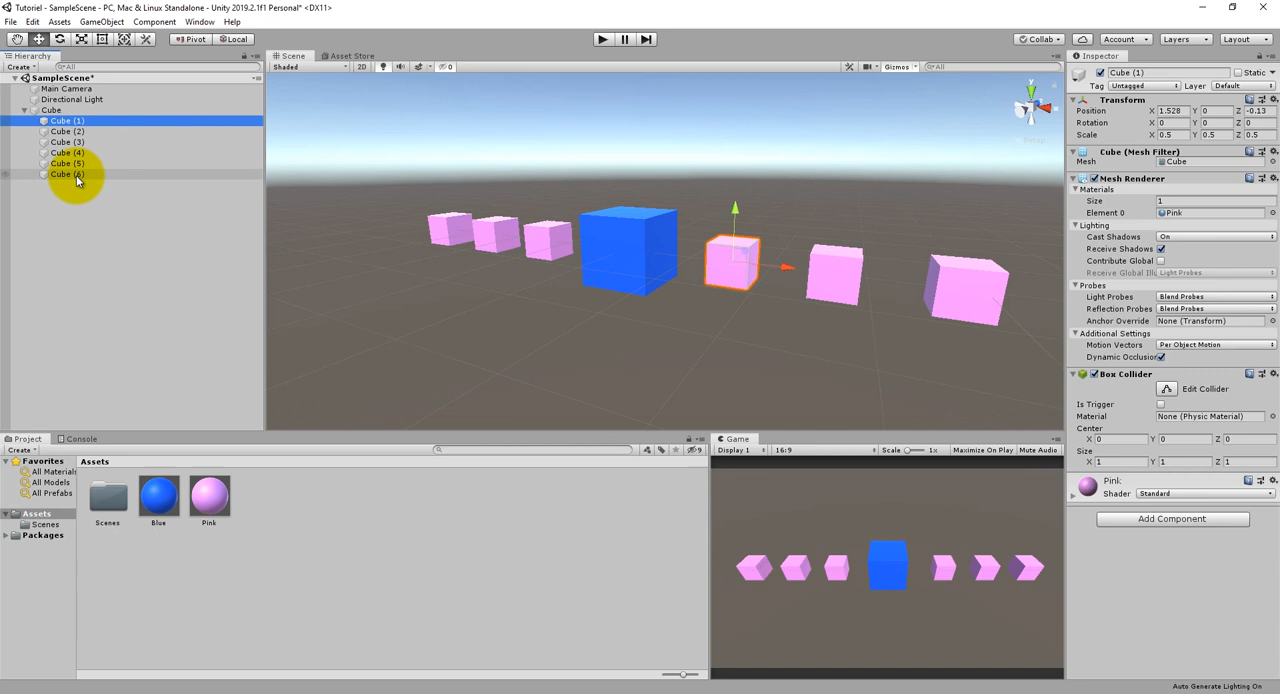 Tutoriel - SampleScene - PC, Mac & Linux Standalone - Unity 2019.2.1f1 Personal* <DX11>
File Edit Assets GameObject Component Window Help
Pivot Local
Collab Account Layers Layout
Hierarchy
Create All
SampleScene*
Main Camera
Directional Light
Cube
Cube (1)
Cube (2)
Cube (3)
Cube (4)
Cube (5)
Cube (6)
Scene Asset Store
Shaded 2D 0 Gizmos All
y
Persp
Inspector
Cube (1) Static
Tag Untagged Layer Default
Transform
Position X 1.528 Y 0 Z -0.13
Rotation X 0 Y 0 Z 0
Scale X 0.5 Y 0.5 Z 0.5
Cube (Mesh Filter)
Mesh Cube
Mesh Renderer
Materials
Size 1
Element 0 Pink
Lighting
Cast Shadows On
Receive Shadows
Contribute Global
Receive Global Illu Light Probes
Probes
Light Probes Blend Probes
Reflection Probes Blend Probes
Anchor Override None (Transform)
Additional Settings
Motion Vectors Per Object Motion
Dynamic Occlusion
Box Collider
Edit Collider
Is Trigger
Material None (Physic Material)
Center
X 0 Y 0 Z 0
Size
X 1 Y 1 Z 1
Pink
Shader Standard
Add Component
Project Console
Create 9
Favorites
All Materials
All Models
All Prefabs
Assets
Scenes
Packages
Assets
Scenes Blue Pink
Game
Display 1 16:9 Scale 1x Maximize On Play Mute Audio
Auto Generate Lighting On